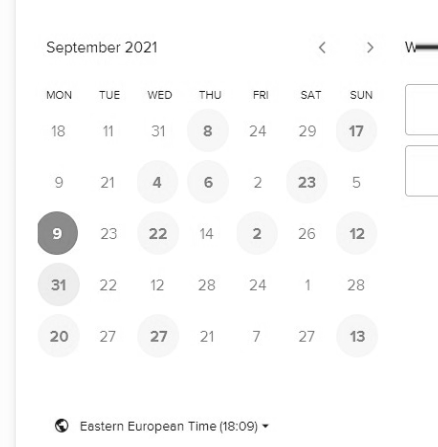 September 2021
MON TUE WED THU FRI SAT SUN
18 11 31 8 24 29 17
9 21 4 6 2 23 5
9 23 22 14 2 26 12
31 22 12 28 24 1 28
20 27 27 21 7 27 13
Eastern European Time (18:09)